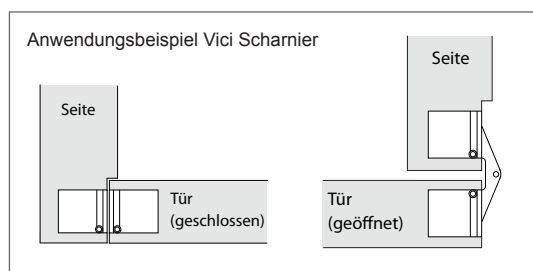 Anwendungsbeispiel Vici Scharnier
Seite
Tür
(geschlossen)
Seite
Tür
(geöffnet)